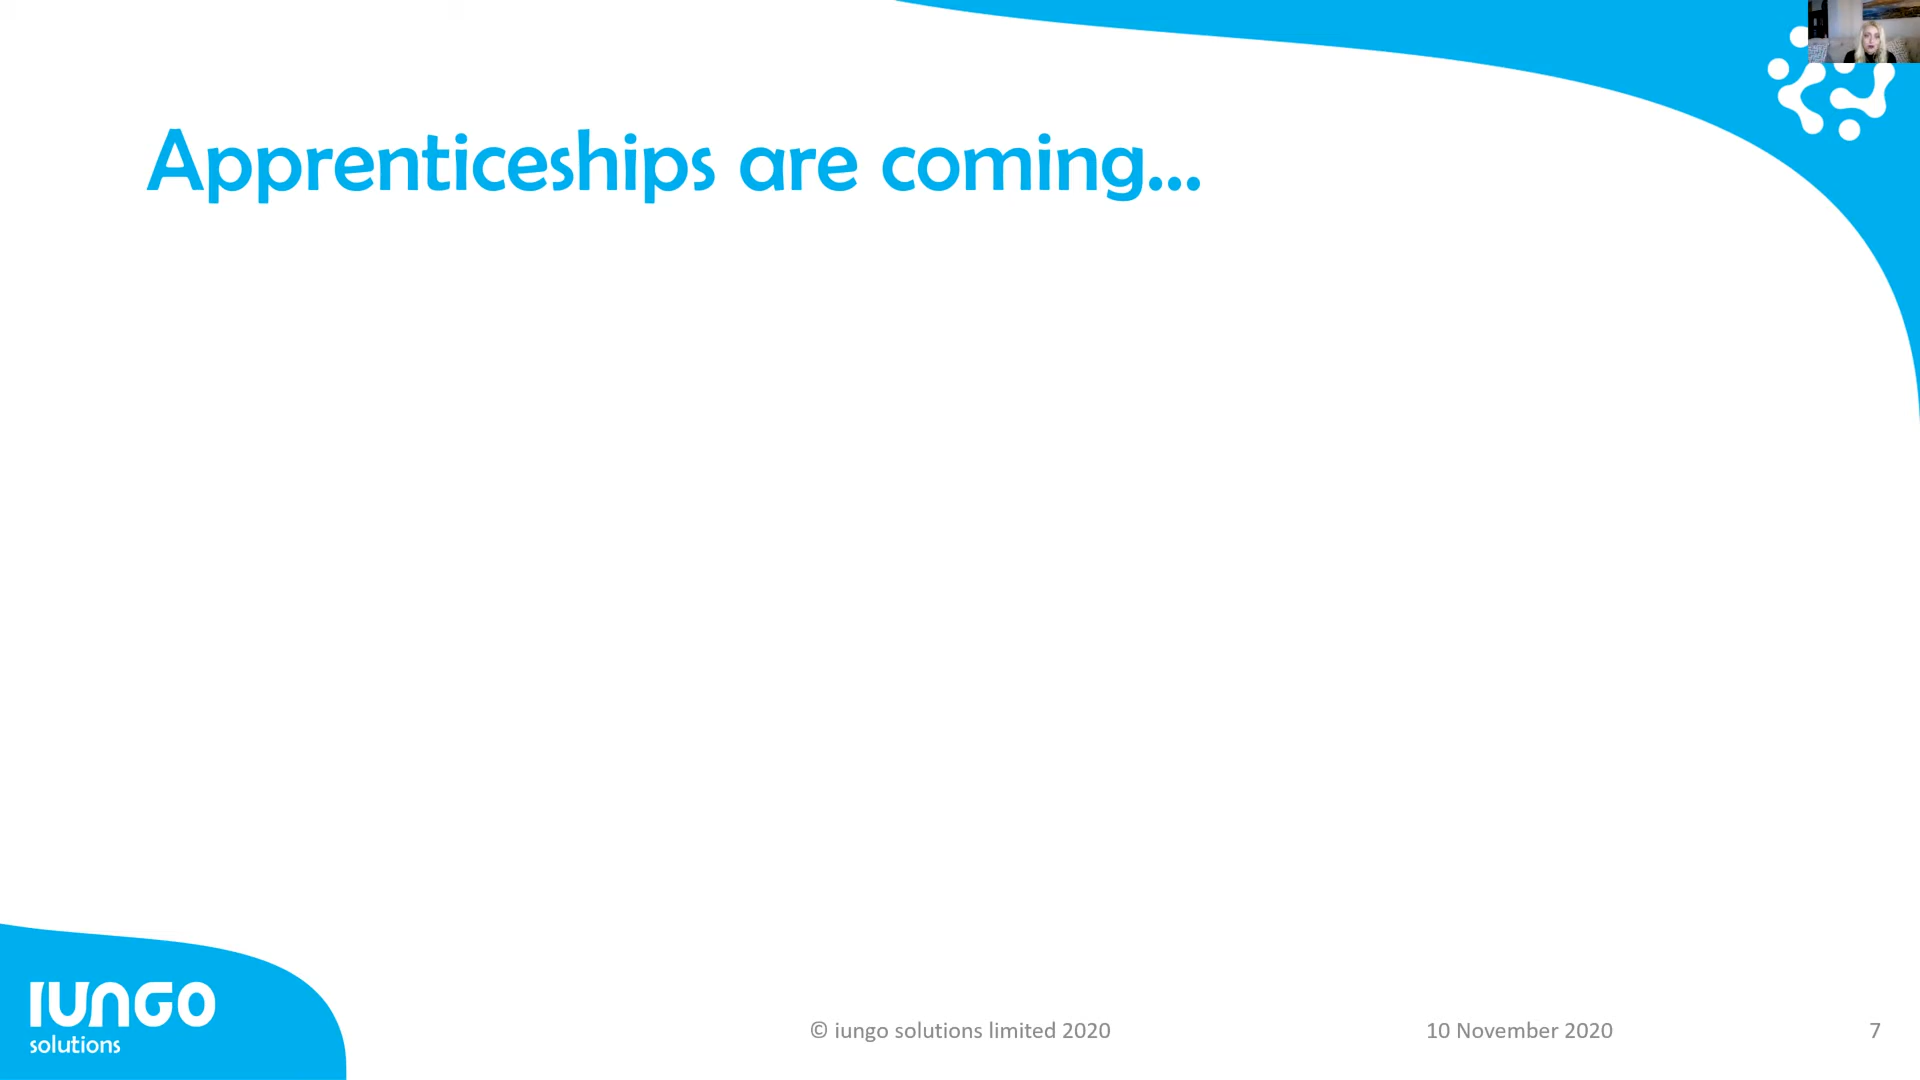 Apprenticeships are coming...
IUNGO
solutions
© iungo solutions limited 2020
10 November 2020
7